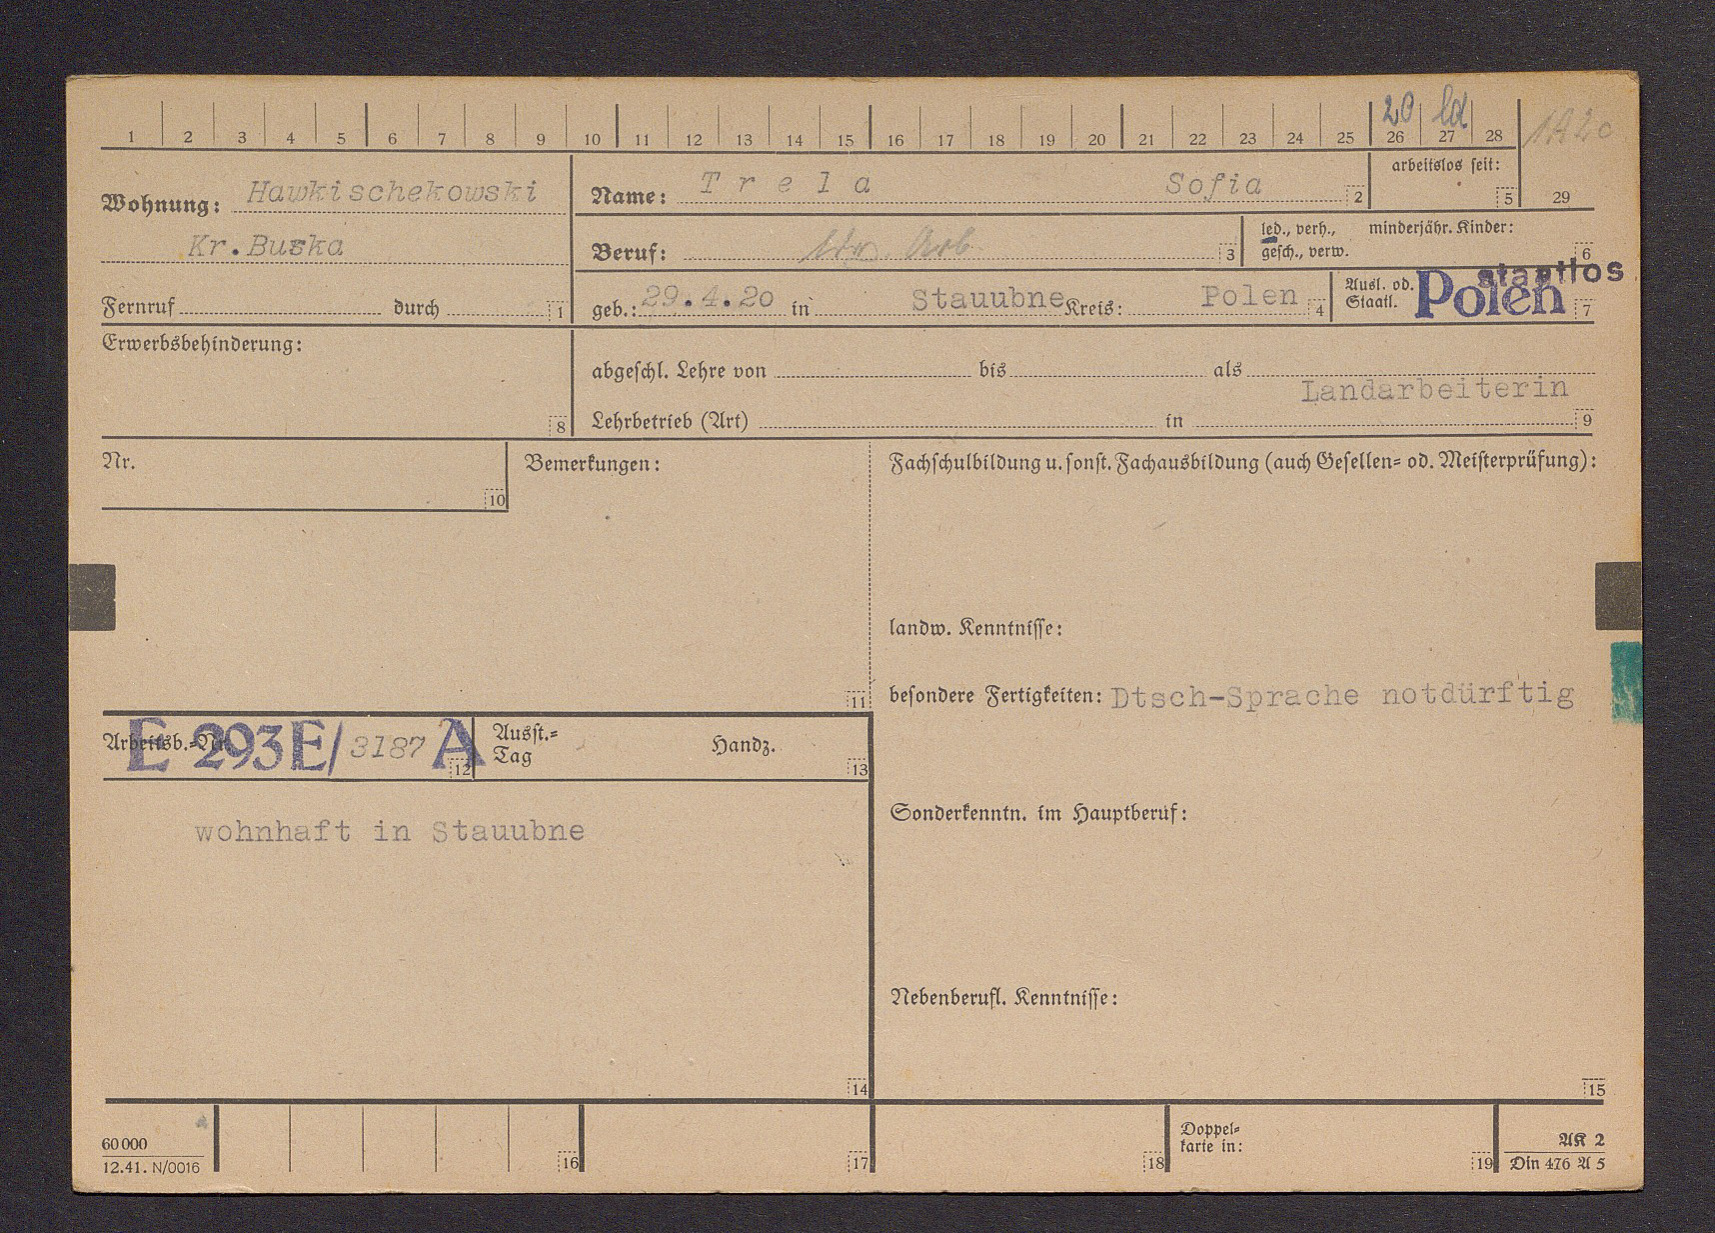 20 ld
1 2 3 4 5 6 7 8 9 10 11 12 13 14 15 16 17 18 19 20 21 22 23 24 25 26 27 28 29
Wohnung: Hawkischekowski
Kr.Buska
Fernruf durch 1
Name: Trela Sofia 2
arbeitslos seit: 5
Beruf: Arb. 3
led., verh., minderjähr. Kinder:
gesch., verw. 6
geb.: 29.4.20 in Stauubne Kreis: Polen 4
Ausl. od. Staatl. Polen staatlos 7
Erwerbsbehinderung: 8
abgeschl. Lehre von bis als
Landarbeiterin
Lehrbetrieb (Art) in 9
Nr. 10
Bemerkungen: 11
Fachschulbildung u. sonst. Fachausbildung (auch Gesellen= od. Meisterprüfung):
landw. Kenntnisse:
besondere Fertigkeiten: Dtsch-Sprache notdürftig
Arbeitsb.=Nr. E 293E/ 3187 A 12
Ausst.=
Tag Handz. 13
wohnhaft in Stauubne
14
Sonderkenntn. im Hauptberuf:
Nebenberufl. Kenntnisse:
15
60 000
12.41. N/0016
16 17 18
Doppel=
karte in: 19
AK 2
Din 476 A 5